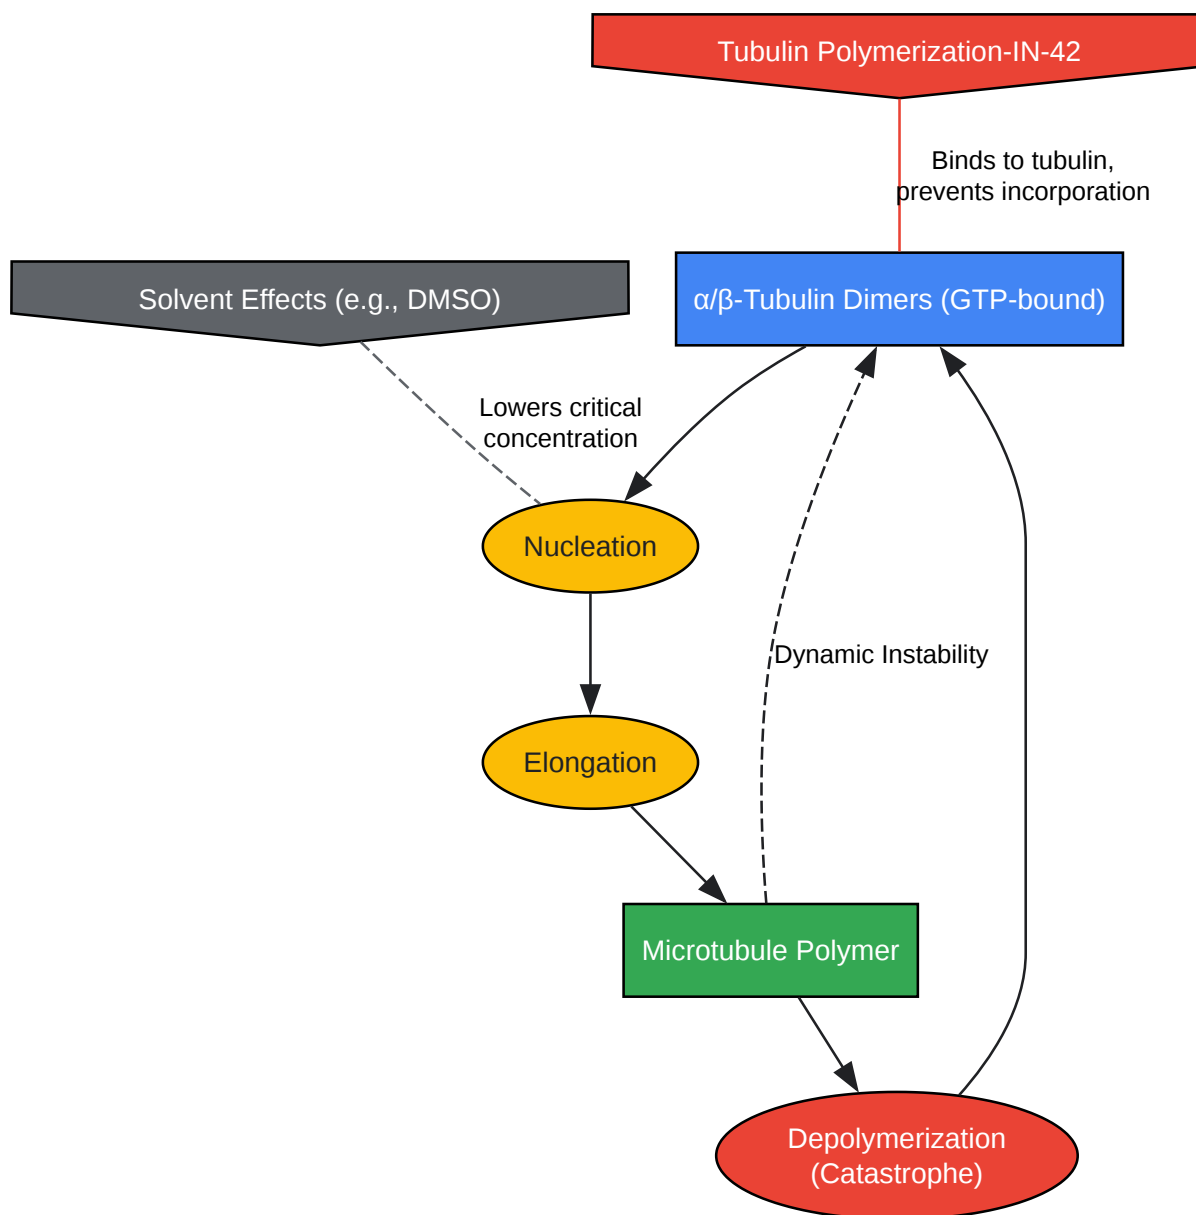 Tubulin Polymerization-IN-42
Binds to tubulin,
prevents incorporation
Solvent Effects (e.g., DMSO)
α/β-Tubulin Dimers (GTP-bound)
Lowers critical
concentration
Nucleation
Dynamic Instability
Elongation
Microtubule Polymer
Depolymerization
(Catastrophe)